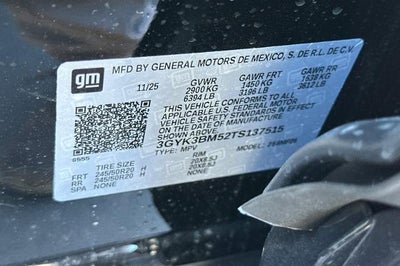 gm
MFD BY GENERAL MOTORS DE MEXICO, S. DE R.L. DE C.V.
11/25 GVWR GAWR FRT GAWR RR
2900 KG 1450 KG 1638 KG
6394 LB 3196 LB 3612 LB
THIS VEHICLE CONFORMS TO ALL
APPLICABLE U.S. FEDERAL MOTOR
VEHICLE SAFETY STANDARDS IN EFFECT
ON THE DATE OF MANUFACTURE
SHOWN ABOVE
3GYK3BM52TS137515
TYPE: MPV MODEL:
TIRE SIZE RIM
FRT 245/50R20 H 20X8.5J
RR 245/50R20 H 20X8.5J
SPA NONE